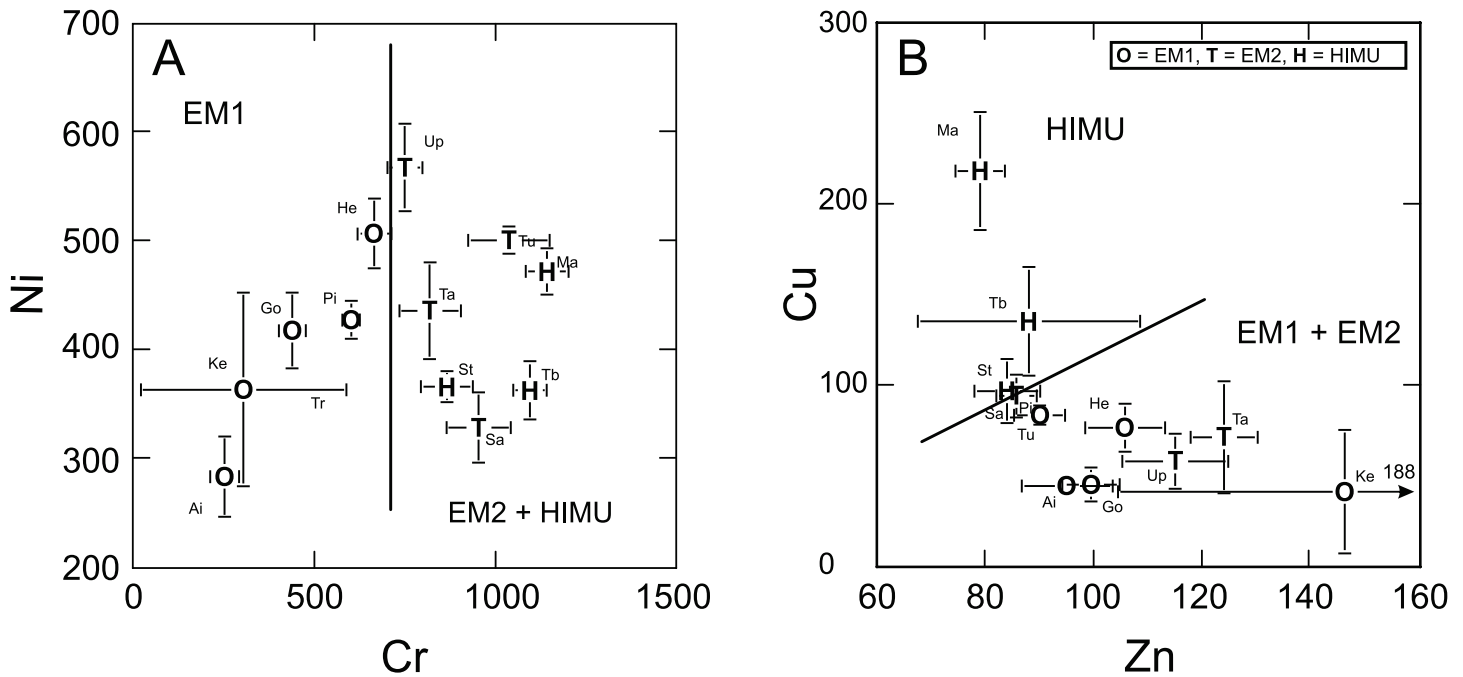 700
600
500
400
300
200
0
500
1000
1500
Ni
Cr
A
EM1
EM2 + HIMU
T
Up
He
O
T
Tu
H
Ma
Go
O
Pi
O
T
Ta
Ke
O
Tr
H
St
H
Tb
T
Sa
O
Ai
300
200
100
0
60
80
100
120
140
160
Cu
Zn
B
O = EM1, T = EM2, H = HIMU
HIMU
EM1 + EM2
Ma
H
Tb
H
St
H
T
Sa
Pi
O
Tu
He
O
T
Ta
Up
T
Ai
O
O
Go
O
Ke
188